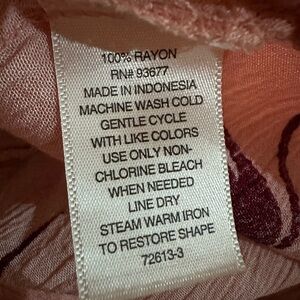 100% RAYON
RN# 93677
MADE IN INDONESIA
MACHINE WASH COLD
GENTLE CYCLE
WITH LIKE COLORS
USE ONLY NON-
CHLORINE BLEACH
WHEN NEEDED
LINE DRY
STEAM WARM IRON
TO RESTORE SHAPE
72613-3